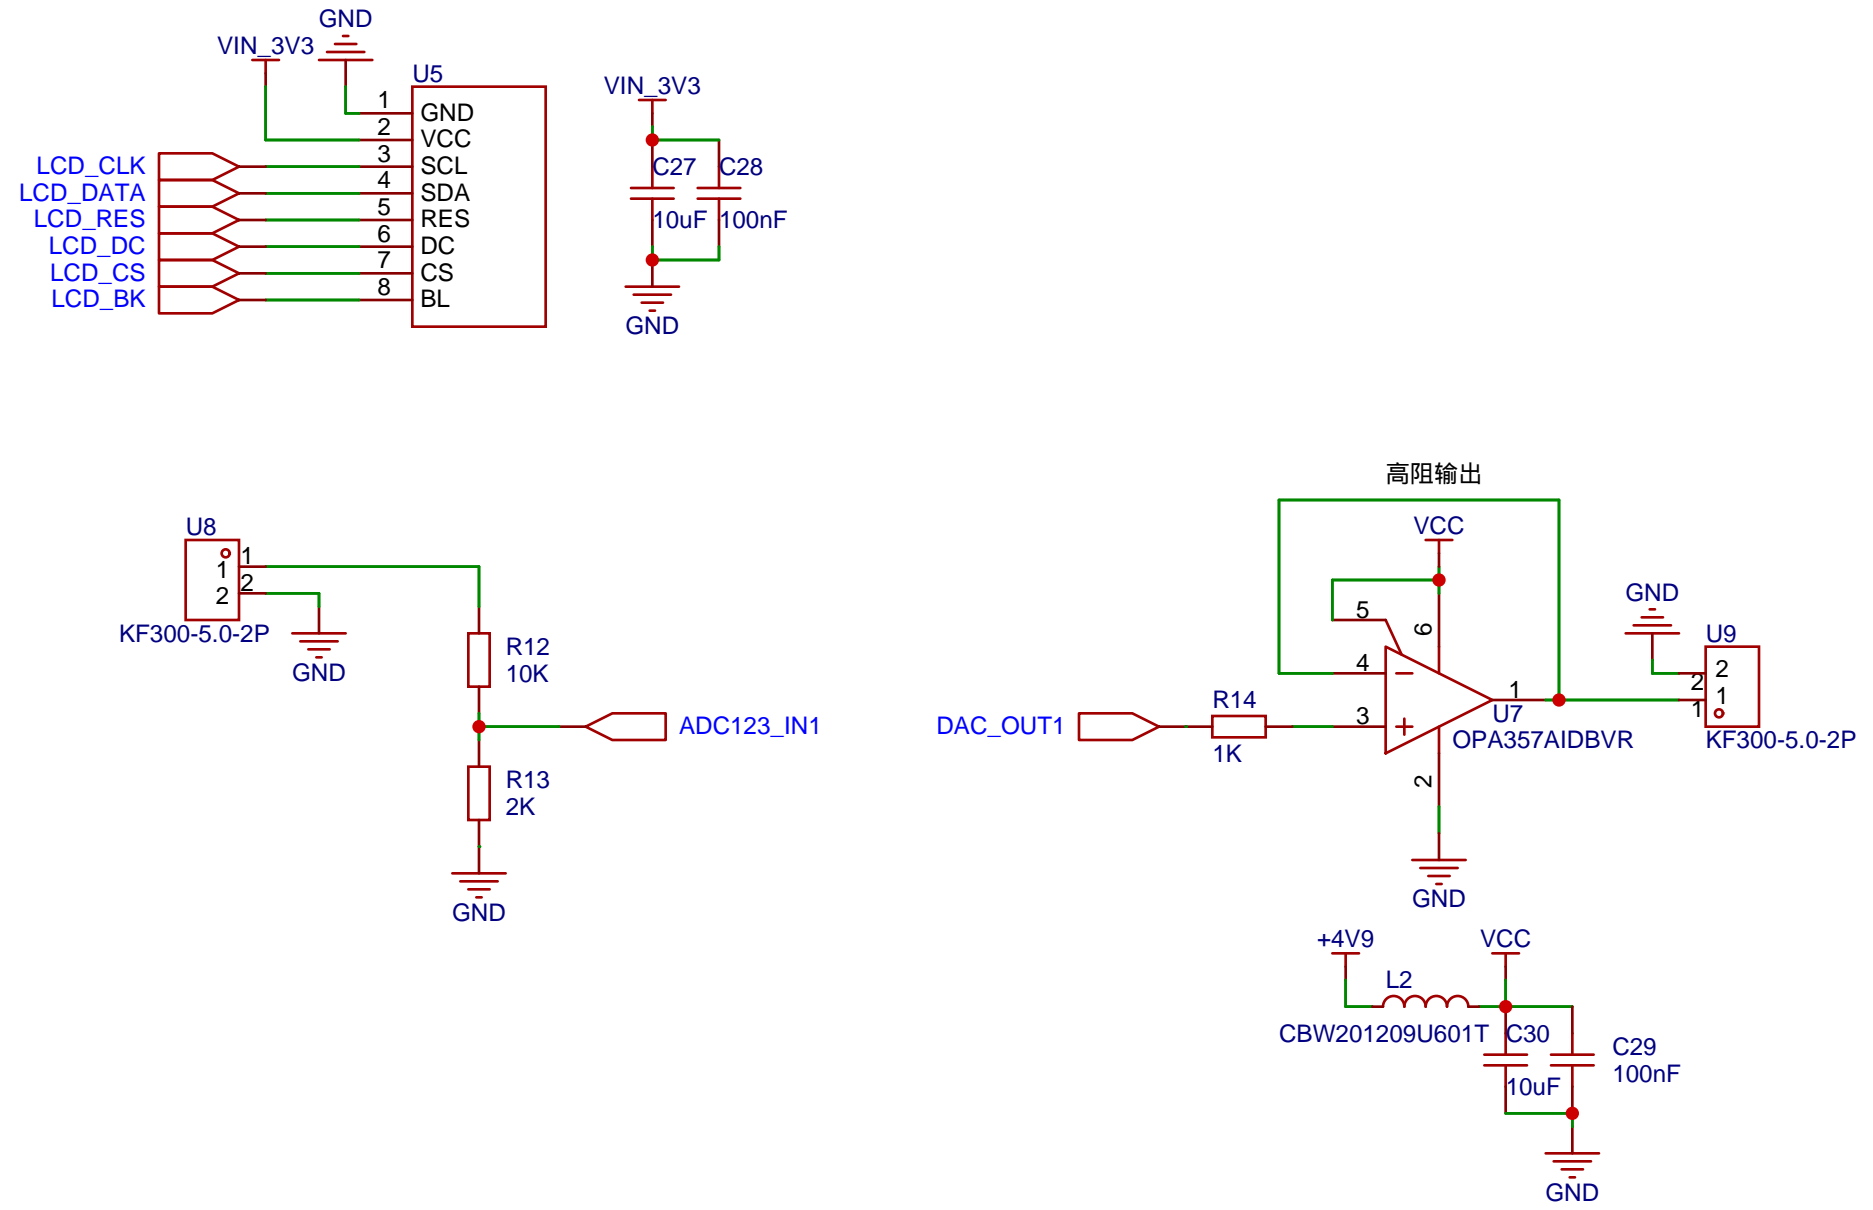 GND
VIN_3V3
U5
1 GND
2 VCC
LCD_CLK 3 SCL
LCD_DATA 4 SDA
LCD_RES 5 RES
LCD_DC 6 DC
LCD_CS 7 CS
LCD_BK 8 BL
VIN_3V3
C27 C28
10uF 100nF
GND
U8
1 1
2 2
KF300-5.0-2P
GND
R12
10K
ADC123_IN1
R13
2K
GND
高阻输出
VCC
5
6
4
DAC_OUT1
R14
1K
3
1
U7
OPA357AIDBVR
2
GND
GND
U9
2 2
1 1
KF300-5.0-2P
+4V9
VCC
L2
CBW201209U601T
C30
10uF
C29
100nF
GND